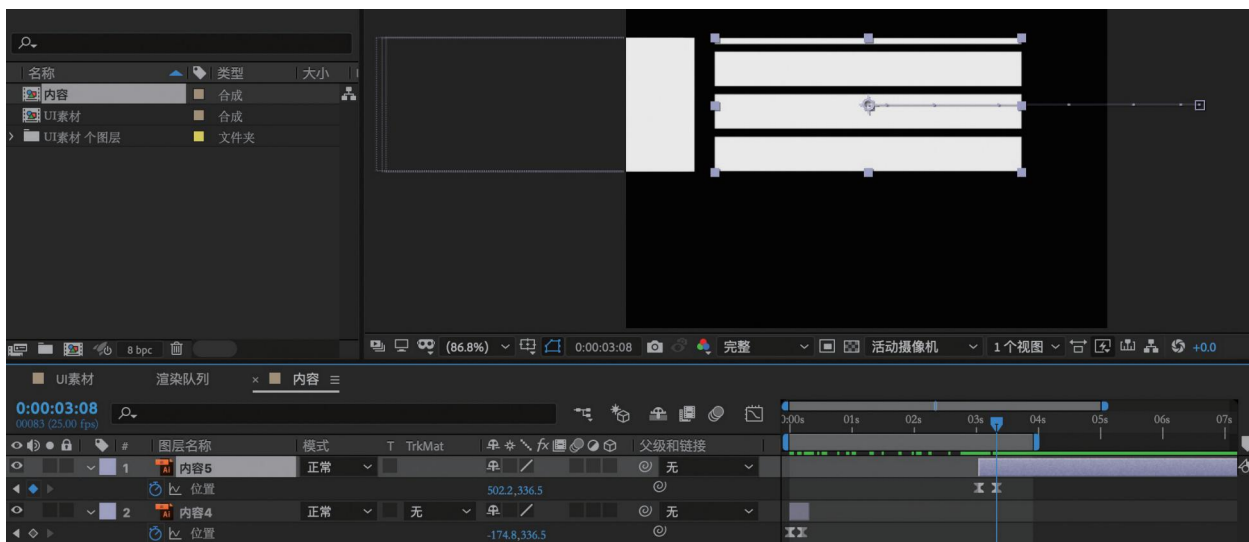 名称 类型 大小
内容 合成
UI素材 合成
UI素材 个图层 文件夹
8 bpc
(86.8%) 0:00:03:08 完整 活动摄像机 1个视图 +0.0
UI素材 渲染队列 × 内容
0:00:03:08
00083 (25.00 fps)
0:00s 01s 02s 03s 04s 05s 06s 07s
# 图层名称 模式 T TrkMat fx 父级和链接
1 Ai 内容5 正常 无
位置 502.2,336.5
2 Ai 内容4 正常 无 无
位置 -174.8,336.5